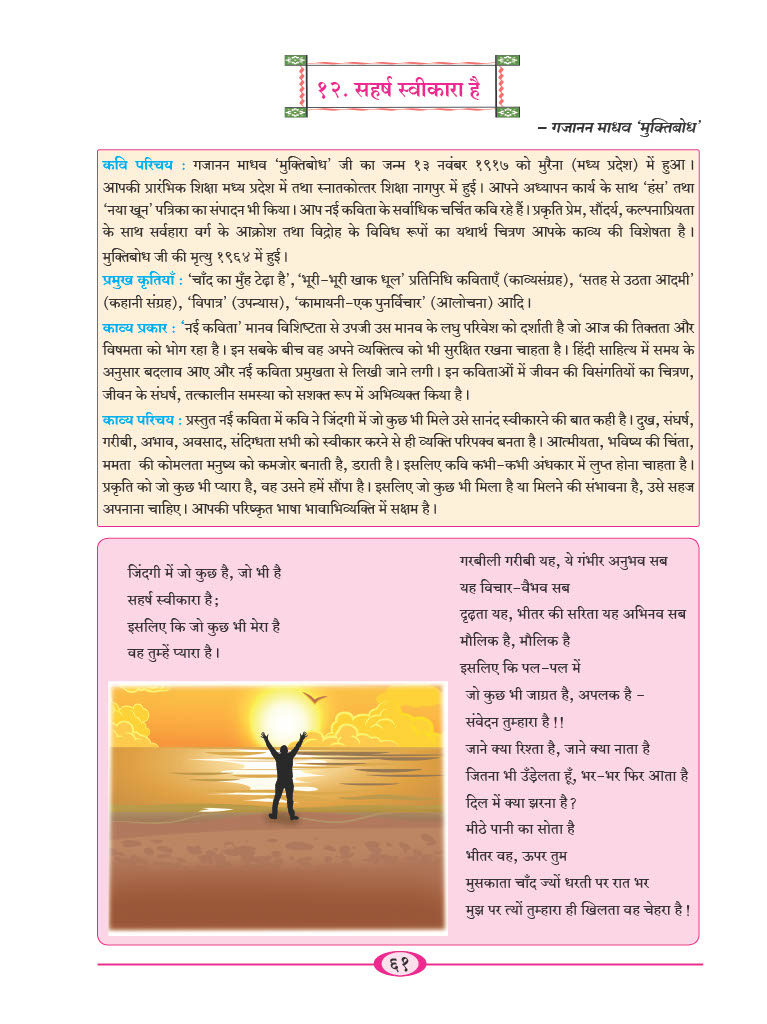 १२. सहर्ष स्वीकारा है
– गजानन माधव ‘मुक्तिबोध’
कवि परिचय : गजानन माधव ‘मुक्तिबोध’ जी का जन्म १३ नवंबर १९१७ को मुरैना (मध्य प्रदेश) में हुआ ।
आपकी प्रारंभिक शिक्षा मध्य प्रदेश में तथा स्नातकोत्तर शिक्षा नागपुर में हुई । आपने अध्यापन कार्य के साथ ‘हंस’ तथा
‘नया खून’ पत्रिका का संपादन भी किया । आप नई कविता के सर्वाधिक चर्चित कवि रहे हैं । प्रकृति प्रेम, सौंदर्य, कल्पनाप्रियता
के साथ सर्वहारा वर्ग के आक्रोश तथा विद्रोह के विविध रूपों का यथार्थ चित्रण आपके काव्य की विशेषता है ।
मुक्तिबोध जी की मृत्यु १९६४ में हुई ।
प्रमुख कृतियाँ : ‘चाँद का मुँह टेढ़ा है’, ‘भूरी-भूरी खाक धूल’ प्रतिनिधि कविताएँ (काव्यसंग्रह), ‘सतह से उठता आदमी’
(कहानी संग्रह), ‘विपात्र’ (उपन्यास), ‘कामायनी-एक पुनर्विचार’ (आलोचना) आदि ।
काव्य प्रकार : ‘नई कविता’ मानव विशिष्टता से उपजी उस मानव के लघु परिवेश को दर्शाती है जो आज की तिक्तता और
विषमता को भोग रहा है । इन सबके बीच वह अपने व्यक्तित्व को भी सुरक्षित रखना चाहता है । हिंदी साहित्य में समय के
अनुसार बदलाव आए और नई कविता प्रमुखता से लिखी जाने लगी । इन कविताओं में जीवन की विसंगतियों का चित्रण,
जीवन के संघर्ष, तत्कालीन समस्या को सशक्त रूप में अभिव्यक्त किया है ।
काव्य परिचय : प्रस्तुत नई कविता में कवि ने जिंदगी में जो कुछ भी मिले उसे सानंद स्वीकारने की बात कही है । दुख, संघर्ष,
गरीबी, अभाव, अवसाद, संदिग्धता सभी को स्वीकार करने से ही व्यक्ति परिपक्व बनता है । आत्मीयता, भविष्य की चिंता,
ममता की कोमलता मनुष्य को कमजोर बनाती है, डराती है । इसलिए कवि कभी-कभी अंधकार में लुप्त होना चाहता है ।
प्रकृति को जो कुछ भी प्यारा है, वह उसने हमें सौंपा है । इसलिए जो कुछ भी मिला है या मिलने की संभावना है, उसे सहज
अपनाना चाहिए । आपकी परिष्कृत भाषा भावाभिव्यक्ति में सक्षम है ।
जिंदगी में जो कुछ है, जो भी है
सहर्ष स्वीकारा है;
इसलिए कि जो कुछ भी मेरा है
वह तुम्हें प्यारा है ।
गरबीली गरीबी यह, ये गंभीर अनुभव सब
यह विचार-वैभव सब
दृढ़ता यह, भीतर की सरिता यह अभिनव सब
मौलिक है, मौलिक है
इसलिए कि पल-पल में
जो कुछ भी जाग्रत है, अपलक है -
संवेदन तुम्हारा है !!
जाने क्या रिश्ता है, जाने क्या नाता है
जितना भी उँड़ेलता हूँ, भर-भर फिर आता है
दिल में क्या झरना है?
मीठे पानी का सोता है
भीतर वह, ऊपर तुम
मुसकाता चाँद ज्यों धरती पर रात भर
मुझ पर त्यों तुम्हारा ही खिलता वह चेहरा है !
६१